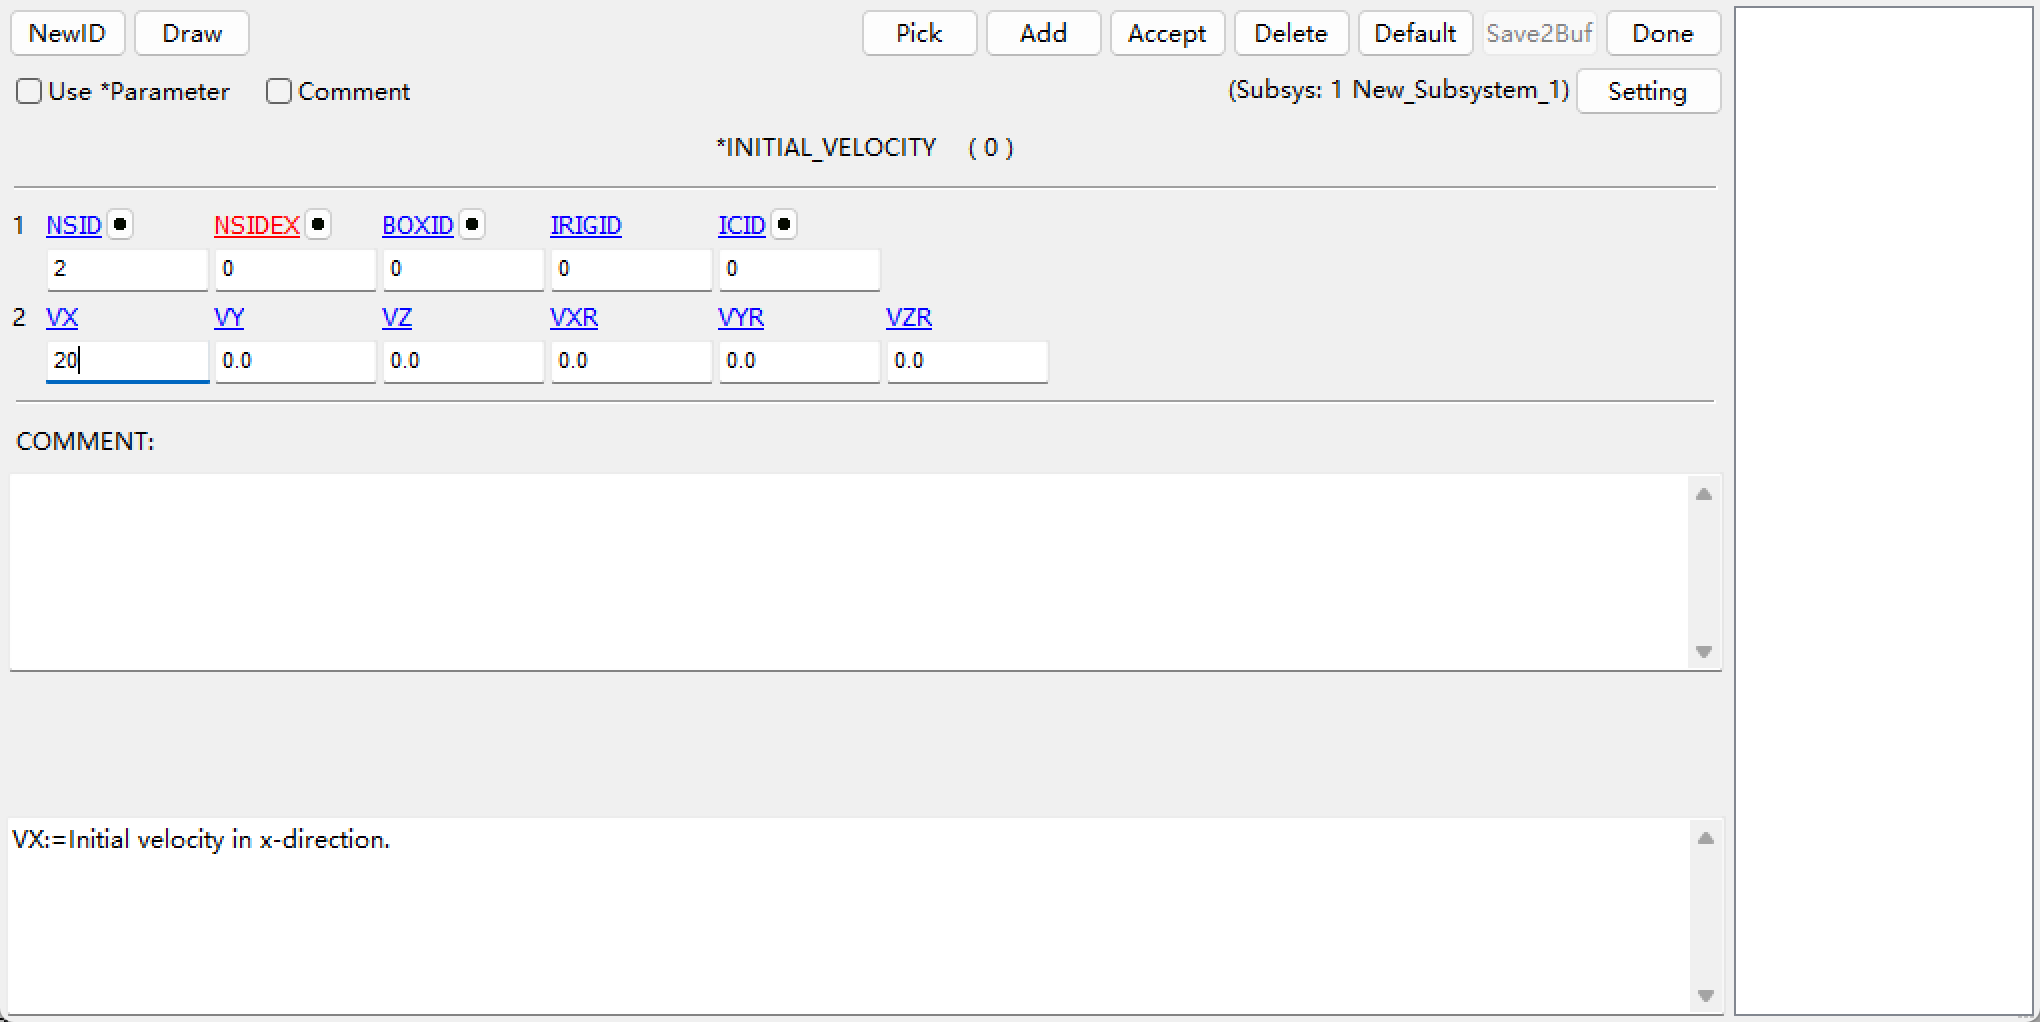 NewID Draw Pick Add Accept Delete Default Save2Buf Done
Use *Parameter Comment (Subsys: 1 New_Subsystem_1) Setting
*INITIAL_VELOCITY ( 0 )
1 NSID NSIDEX BOXID IRIGID ICID
2 0 0 0 0
2 VX VY VZ VXR VYR VZR
20 0.0 0.0 0.0 0.0 0.0
COMMENT:
VX:=Initial velocity in x-direction.